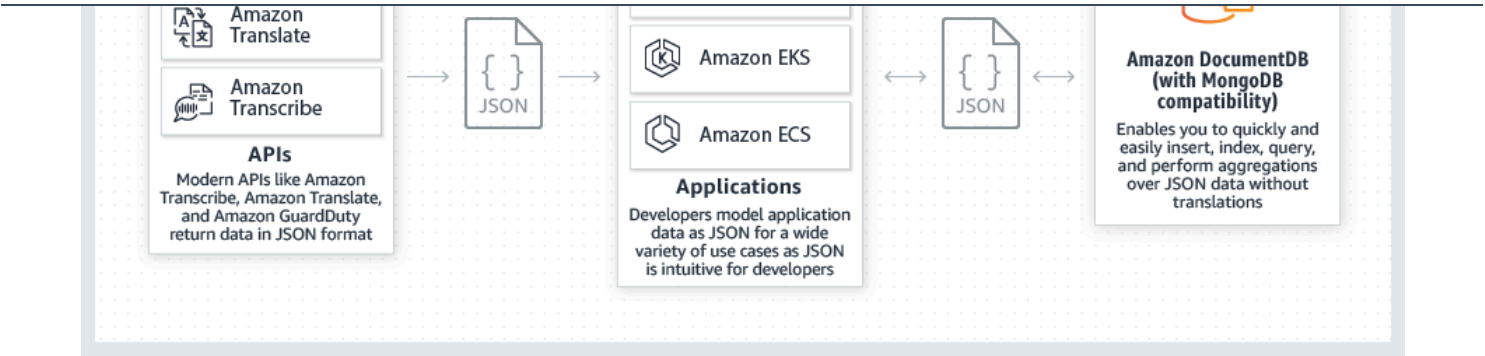 Amazon
Translate
Amazon
Transcribe
APIs
Modern APIs like Amazon
Transcribe, Amazon Translate,
and Amazon GuardDuty
return data in JSON format
{ }
JSON
Amazon EKS
Amazon ECS
Applications
Developers model application
data as JSON for a wide
variety of use cases as JSON
is intuitive for developers
{ }
JSON
Amazon DocumentDB
(with MongoDB
compatibility)
Enables you to quickly and
easily insert, index, query,
and perform aggregations
over JSON data without
translations